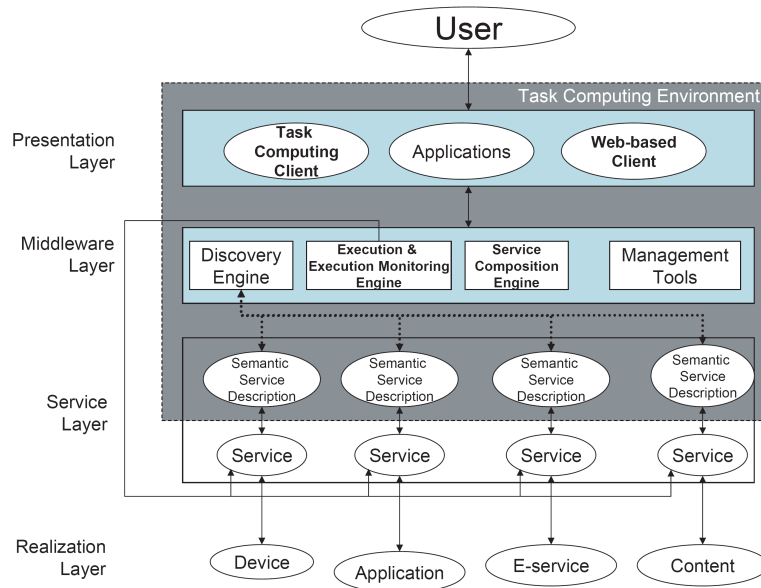 User
Task Computing Environment
Presentation
Layer
Task
Computing
Client
Applications
Web-based
Client
Middleware
Layer
Discovery
Engine
Execution &
Execution Monitoring
Engine
Service
Composition
Engine
Management
Tools
Service
Layer
Semantic
Service
Description
Semantic
Service
Description
Semantic
Service
Description
Semantic
Service
Description
Service
Service
Service
Service
Realization
Layer
Device
Application
E-service
Content